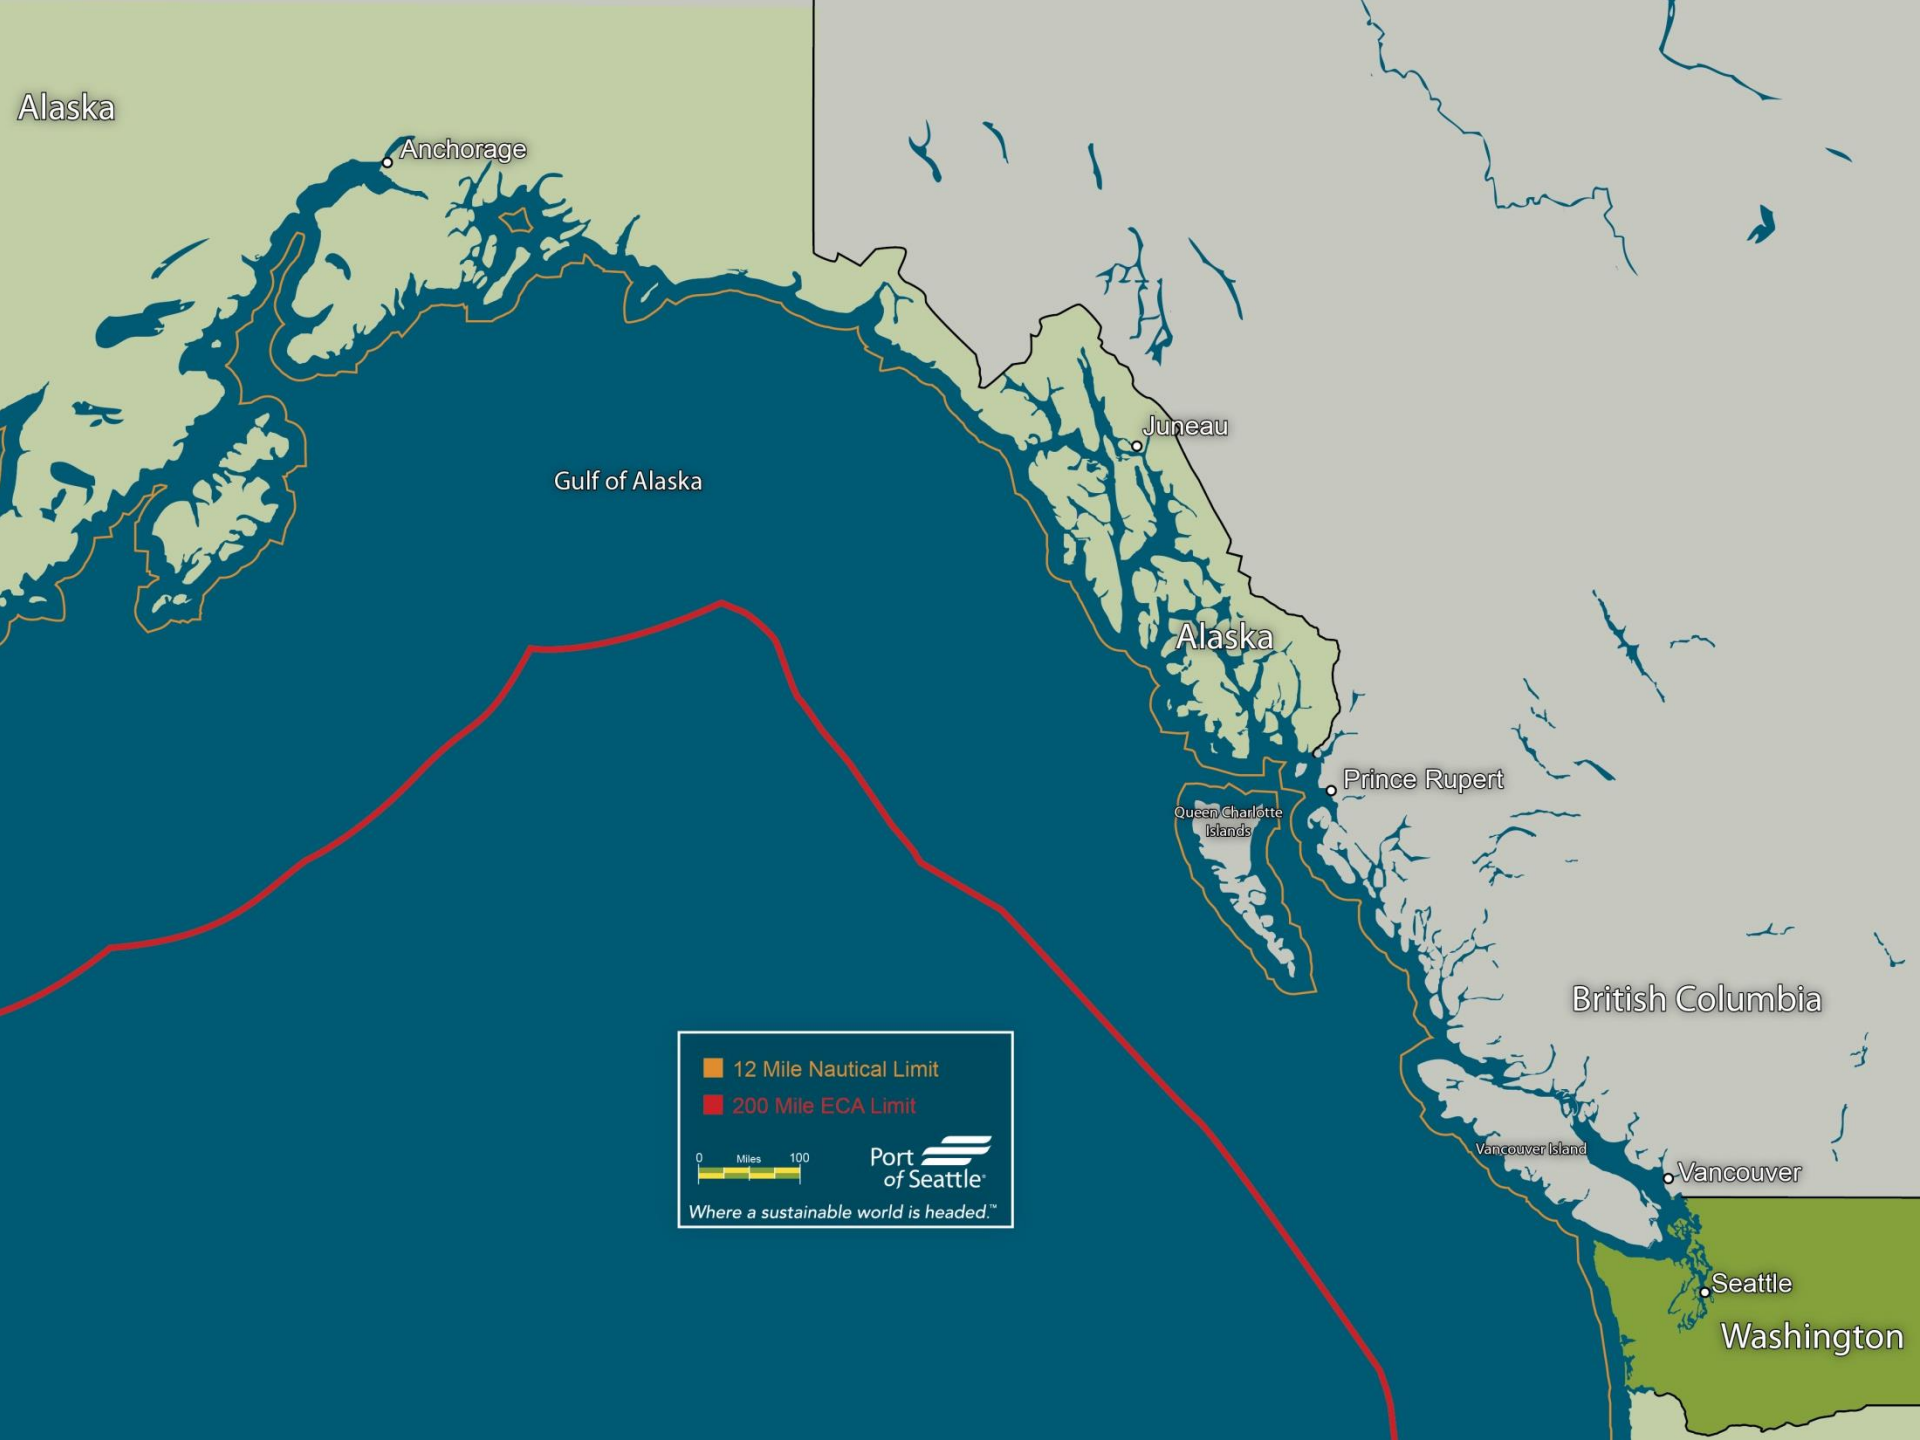 Alaska
Anchorage
Juneau
Gulf of Alaska
Alaska
Prince Rupert
Queen Charlotte
Islands
British Columbia
12 Mile Nautical Limit
200 Mile ECA Limit
0 Miles 100
Port
of Seattle®
Where a sustainable world is headed.™
Vancouver Island
Vancouver
Seattle
Washington